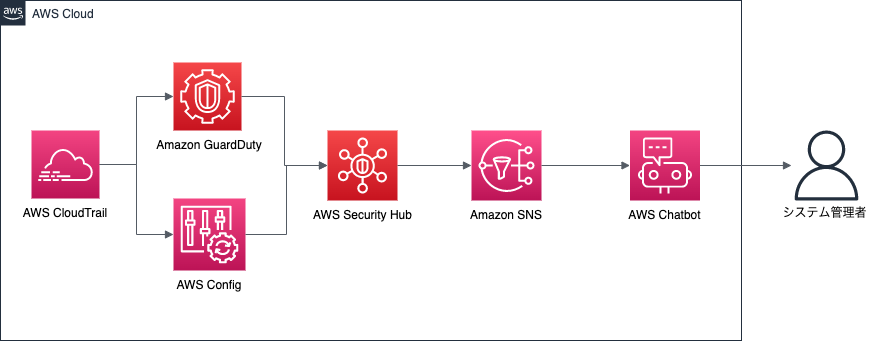 aws
AWS Cloud
Amazon GuardDuty
AWS CloudTrail
AWS Config
AWS Security Hub
Amazon SNS
AWS Chatbot
システム管理者